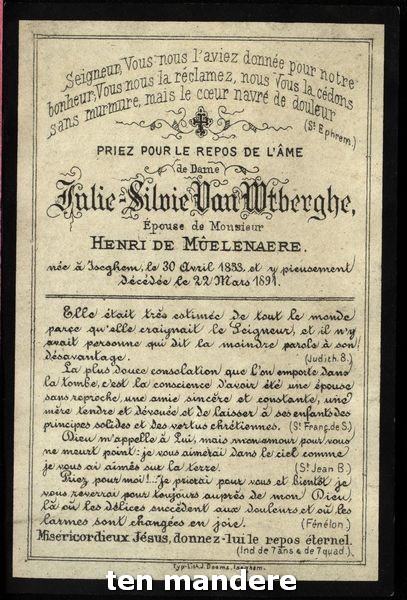 Seigneur, Vous nous l'aviez donnée pour notre
bonheur, Vous nous la réclamez, nous Vous la cédons
sans murmure, mais le cœur navré de douleur
(St Ephrem.)
PRIEZ POUR LE REPOS DE L'ÂME
de Dame
Julie-Silvie Van Wtberghe,
Épouse de Monsieur
HENRI DE MÛELENAERE.
née à Iseghem, le 30 Avril 1833 et y pieusement
décédée le 22 Mars 1891.
Elle était très estimée de tout le monde
parçe qu'elle craignait le Seigneur, et il n'y
avait personne qui dit la moindre parole à son
désavantage. (Judith 8.)
La plus douce consolation que l'on emporte dans
la tombe, c'est la conscience d'avoir été une épouse
sans reproche, une amie sincère et constante, une
mère tendre et dévouée et de laisser à ses enfants des
principes solides et des vertus chrétiennes. (St Franç. de S.)
Dieu m'appelle à Lui, mais mon amour pour vous
ne meurt point: je vous aimerai dans le ciel comme
je vous ai aimés sur la terre. (St Jean B.)
Priez pour moi!.. Je prierai pour vous et bientôt je
vous reverrai pour toujours auprès de mon Dieu,
là où les délices succèdent aux douleurs et où les
larmes sont changées en joie. (Fénélon.)
Miséricordieux Jésus, donnez-lui le repos éternel.
(Ind de 7 ans & de 7 quad.)
Typ-Lith. J. Dooms, Iseghem.
ten mandere